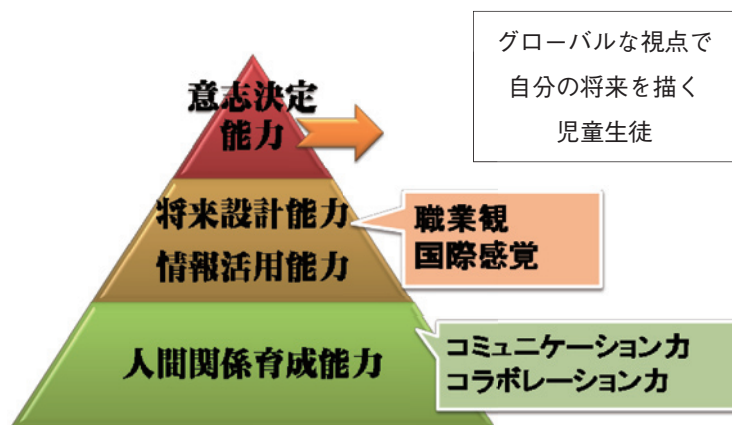 グローバルな視点で
自分の将来を描く
児童生徒
意志決定
能力
将来設計能力
情報活用能力
職業観
国際感覚
人間関係育成能力
コミュニケーション力
コラボレーション力